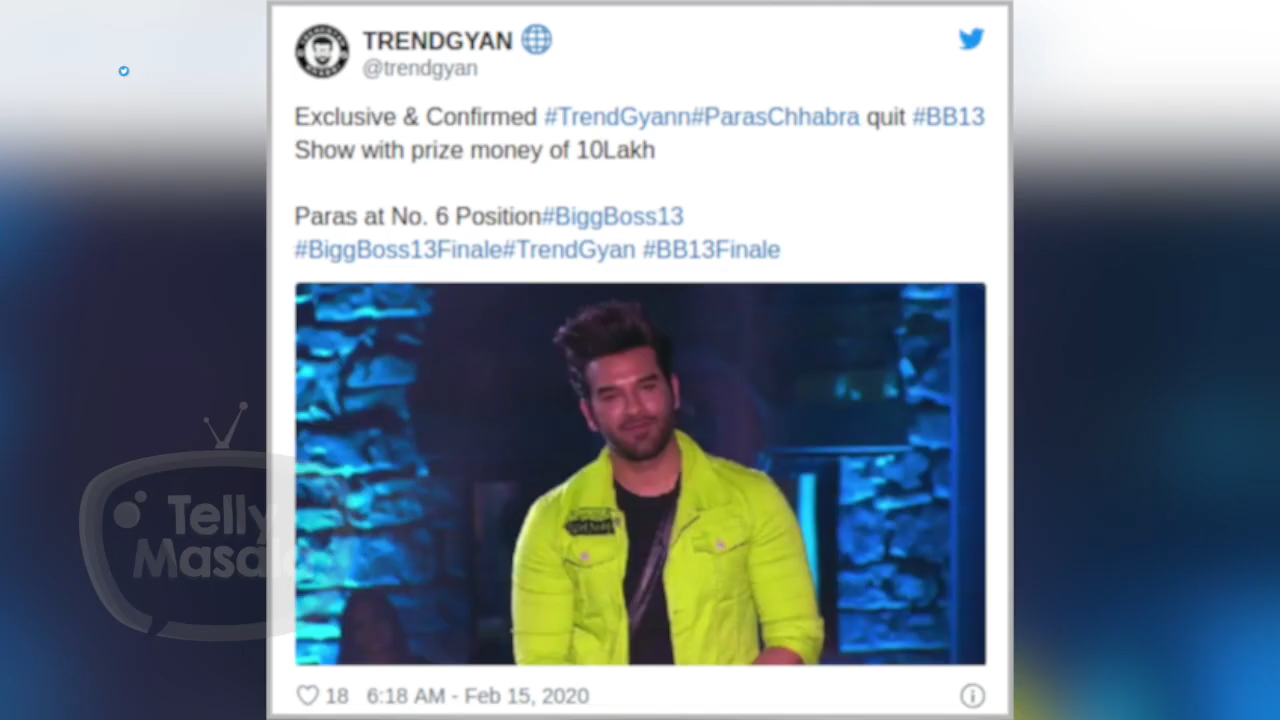 TRENDGYAN
@trendgyan
Exclusive & Confirmed #TrendGyann#ParasChhabra quit #BB13
Show with prize money of 10Lakh
Paras at No. 6 Position#BiggBoss13
#BiggBoss13Finale#TrendGyan #BB13Finale
Telly
Masala
18 6:18 AM - Feb 15, 2020